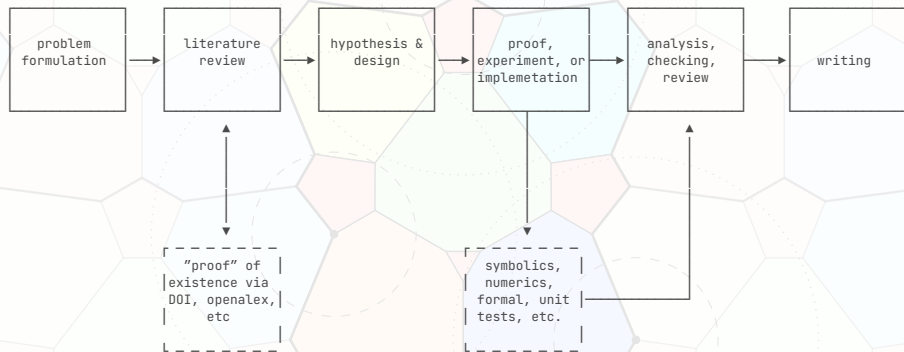 problem
formulation
literature
review
hypothesis &
design
proof,
experiment, or
implemetation
analysis,
checking,
review
writing
”proof” of
existence via
DOI, openalex,
etc
symbolics,
numerics,
formal, unit
tests, etc.